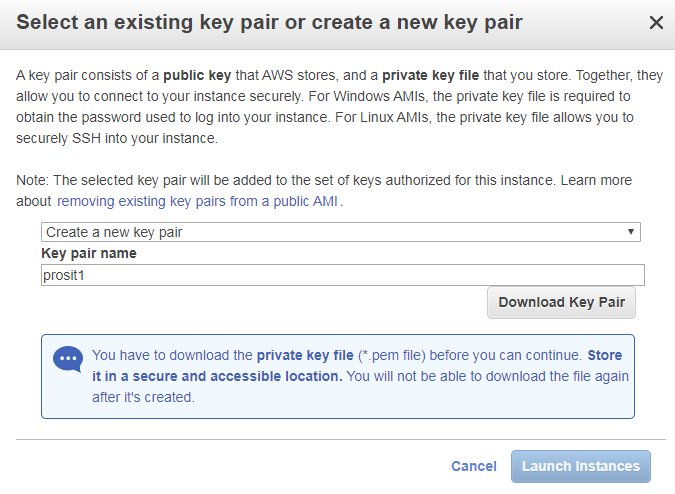 Select an existing key pair or create a new key pair
A key pair consists of a public key that AWS stores, and a private key file that you store. Together, they
allow you to connect to your instance securely. For Windows AMIs, the private key file is required to
obtain the password used to log into your instance. For Linux AMIs, the private key file allows you to
securely SSH into your instance.
Note: The selected key pair will be added to the set of keys authorized for this instance. Learn more
about removing existing key pairs from a public AMI .
Create a new key pair
Key pair name
prosit1
Download Key Pair
You have to download the private key file (*.pem file) before you can continue. Store
it in a secure and accessible location. You will not be able to download the file again
after it's created.
Cancel Launch Instances